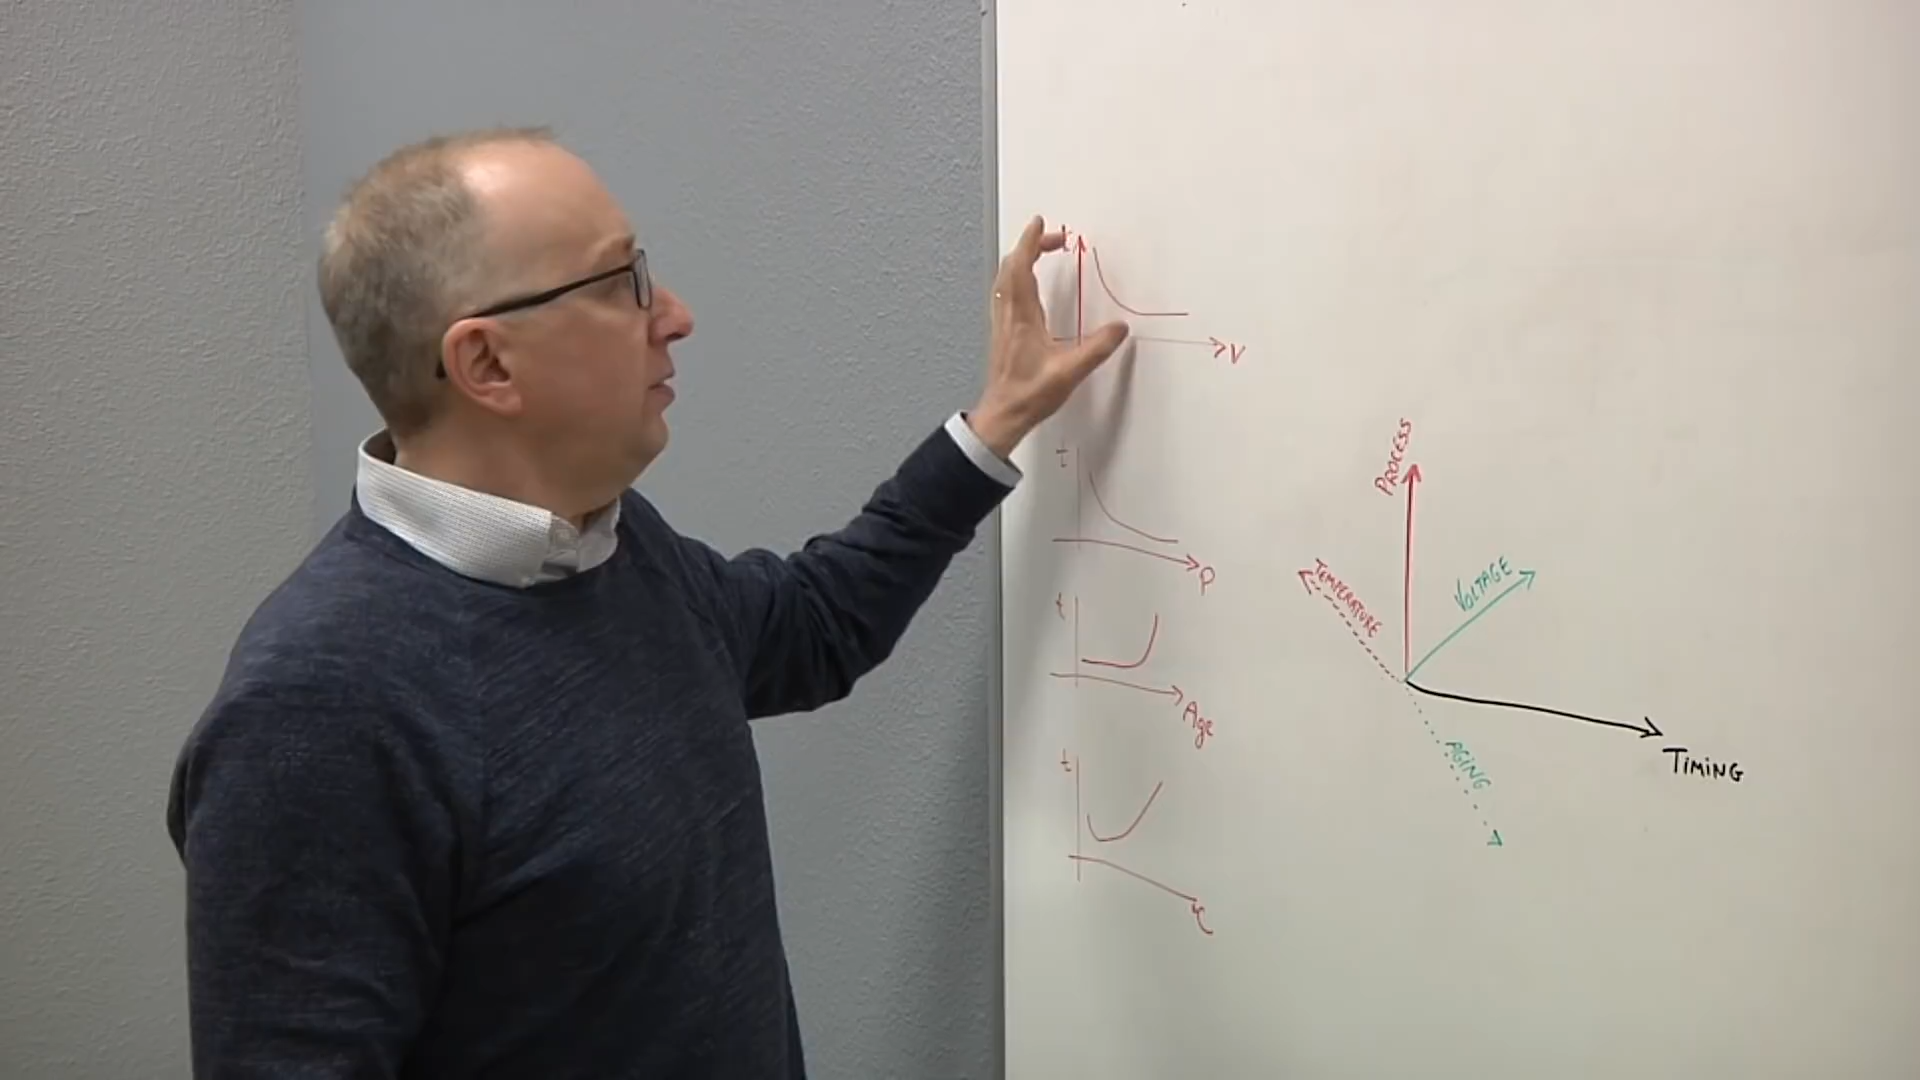 t
V
t
P
t
Age
t
°C
PROCESS
TEMPERATURE
VOLTAGE
AGING
TIMING